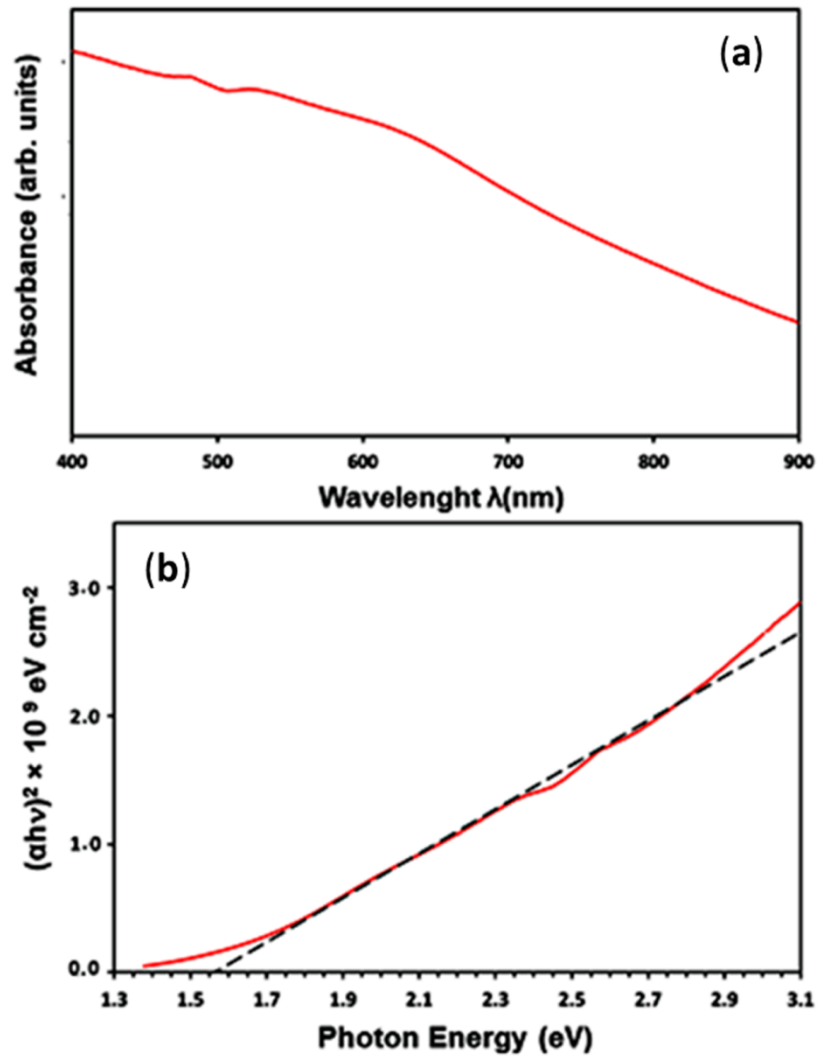 (a)
Absorbance (arb. units)
400 500 600 700 800 900
Wavelenght λ(nm)
(b)
(αhν)² × 10 ⁹ eV cm⁻²
3.0
2.0
1.0
0.0
1.3 1.5 1.7 1.9 2.1 2.3 2.5 2.7 2.9 3.1
Photon Energy (eV)